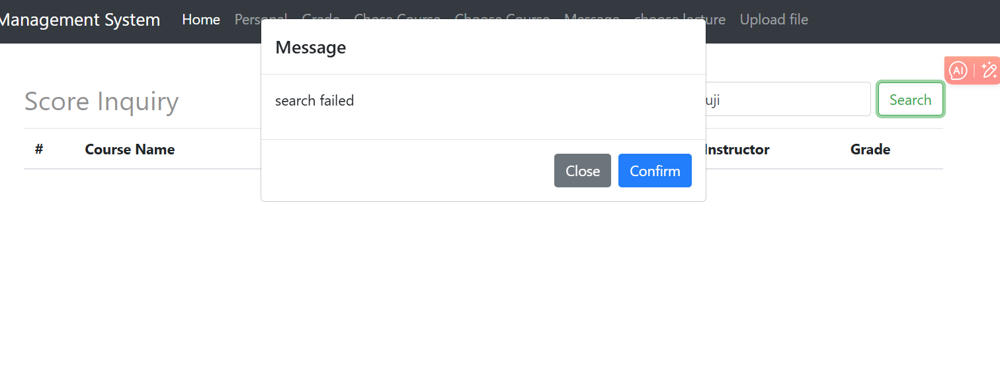 Management System Home Personal Grade Chose Course Choose Course Message choose lecture Upload file
Message
AI
search failed
Score Inquiry
uji
Search
# Course Name Instructor Grade
Close Confirm